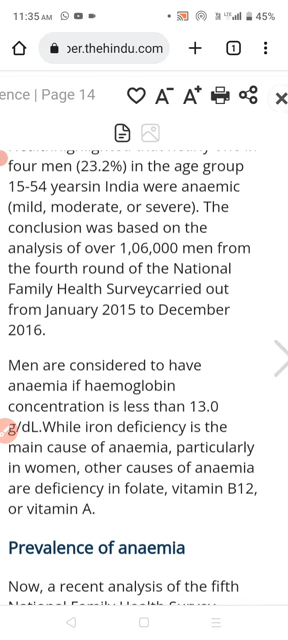 11:35 AM
LTE
45%
per.thehindu.com
1
ence | Page 14
A- A+
four men (23.2%) in the age group
15-54 yearsin India were anaemic
(mild, moderate, or severe). The
conclusion was based on the
analysis of over 1,06,000 men from
the fourth round of the National
Family Health Surveycarried out
from January 2015 to December
2016.
Men are considered to have
anaemia if haemoglobin
concentration is less than 13.0
g/dL.While iron deficiency is the
main cause of anaemia, particularly
in women, other causes of anaemia
are deficiency in folate, vitamin B12,
or vitamin A.
Prevalence of anaemia
Now, a recent analysis of the fifth
National Family Health Survey